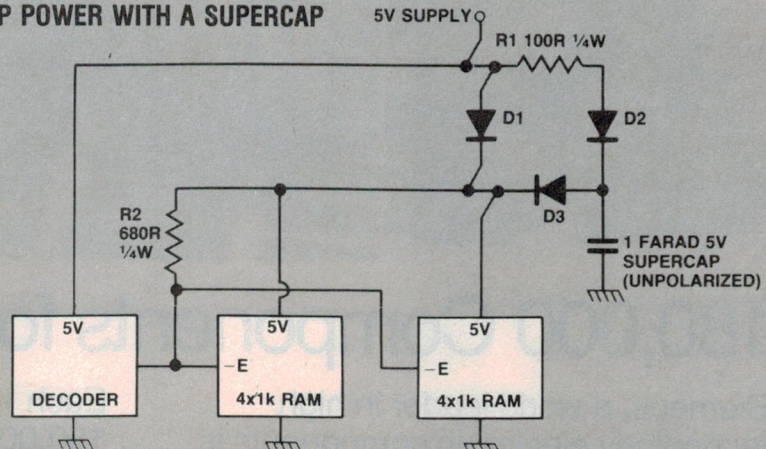 P POWER WITH A SUPERCAP
5V SUPPLY
R1 100R ¼W
D1
D2
D3
R2
680R
¼W
1 FARAD 5V
SUPERCAP
(UNPOLARIZED)
5V
DECODER
5V
–E
4x1k RAM
5V
–E
4x1k RAM